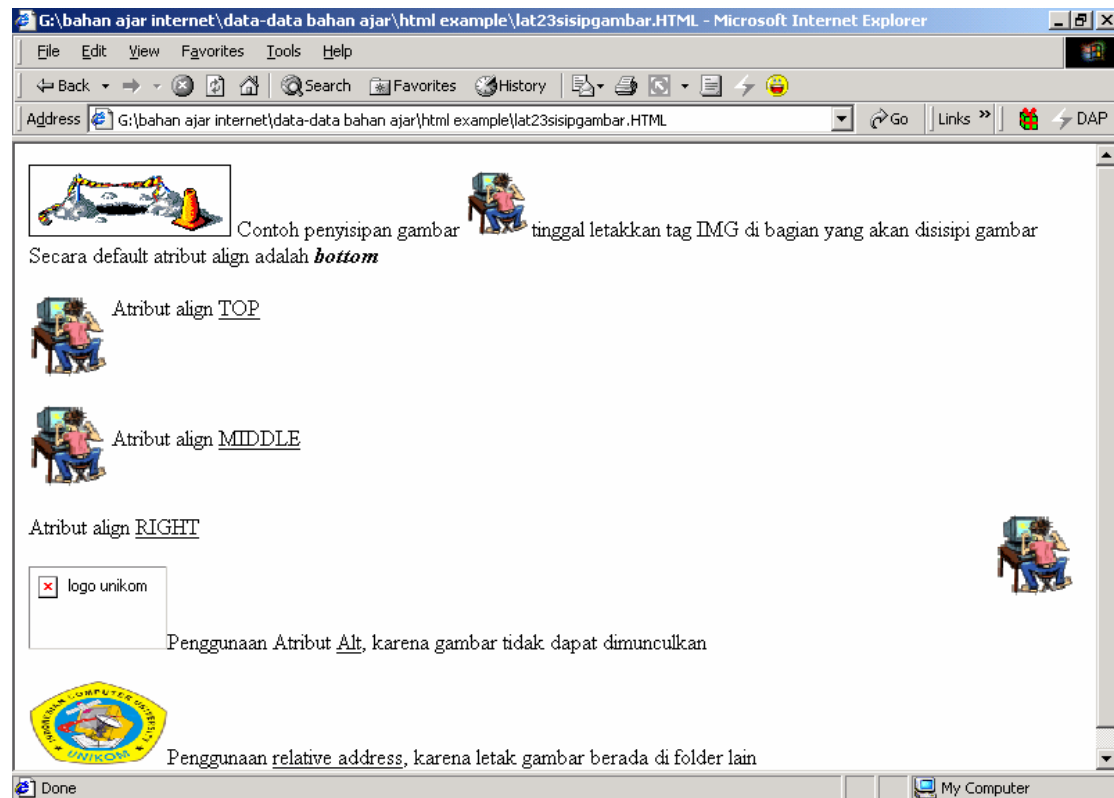 G:\bahan ajar internet\data-data bahan ajar\html example\lat23sisipgambar.HTML - Microsoft Internet Explorer
File Edit View Favorites Tools Help
Back Search Favorites History
Address G:\bahan ajar internet\data-data bahan ajar\html example\lat23sisipgambar.HTML Go Links » DAP
Contoh penyisipan gambar tinggal letakkan tag IMG di bagian yang akan disisipi gambar
Secara default atribut align adalah bottom
Atribut align TOP
Atribut align MIDDLE
Atribut align RIGHT
logo unikom
Penggunaan Atribut Alt, karena gambar tidak dapat dimunculkan
INDONESIAN COMPUTER UNIVERSITY
UNIKOM
Penggunaan relative address, karena letak gambar berada di folder lain
Done My Computer